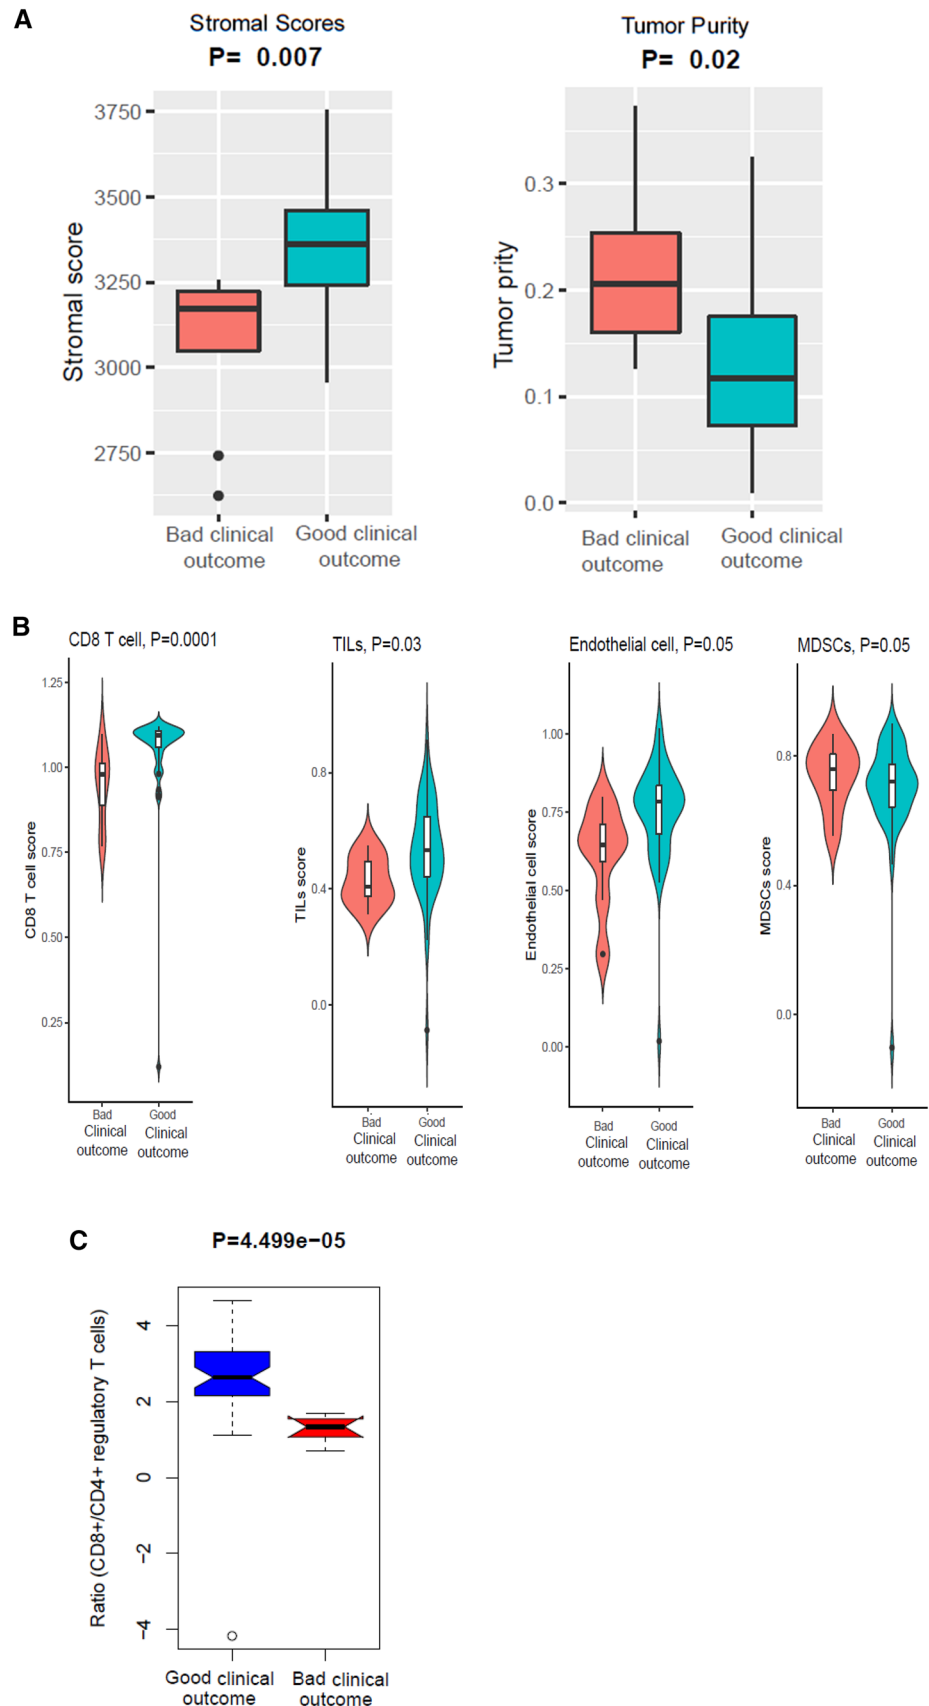 A
Stromal Scores
P= 0.007
Stromal score
3750
3500
3250
3000
2750
Bad clinical
outcome
Good clinical
outcome
Tumor Purity
P= 0.02
Tumor prity
0.3
0.2
0.1
0.0
Bad clinical
outcome
Good clinical
outcome
B
CD8 T cell, P=0.0001
CD8 T cell score
1.25
1.00
0.75
0.50
0.25
Bad
Clinical
outcome
Good
Clinical
outcome
TILs, P=0.03
TILs score
0.8
0.4
0.0
Bad
Clinical
outcome
Good
Clinical
outcome
Endothelial cell, P=0.05
Endothelial cell score
1.00
0.75
0.50
0.25
0.00
Bad
Clinical
outcome
Good
Clinical
outcome
MDSCs, P=0.05
MDSCs score
0.8
0.4
0.0
Bad
Clinical
outcome
Good
Clinical
outcome
C
P=4.499e−05
Ratio (CD8+/CD4+ regulatory T cells)
4
2
0
−2
−4
Good clinical
outcome
Bad clinical
outcome